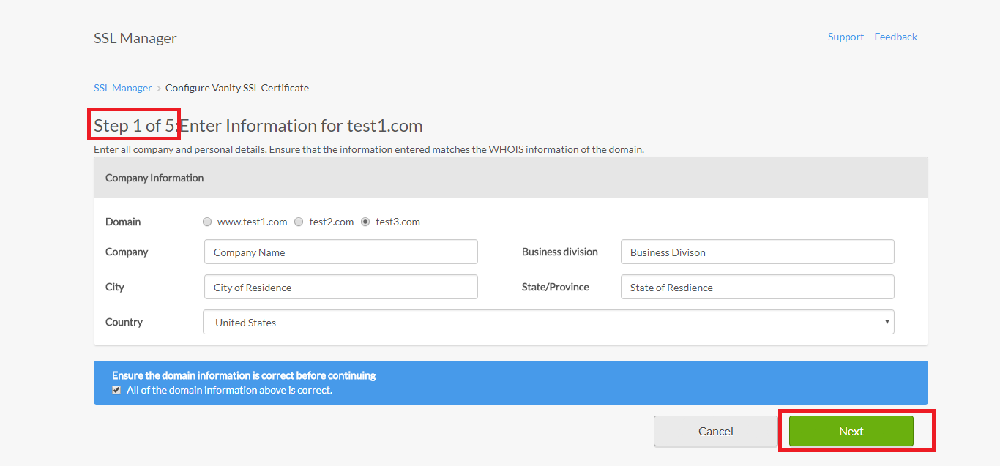 SSL Manager
Support Feedback
SSL Manager > Configure Vanity SSL Certificate
Step 1 of 5: Enter Information for test1.com
Enter all company and personal details. Ensure that the information entered matches the WHOIS information of the domain.
Company Information
Domain www.test1.com test2.com test3.com
Company Company Name Business division Business Divison
City City of Residence State/Province State of Resdience
Country United States
Ensure the domain information is correct before continuing
All of the domain information above is correct.
Cancel Next